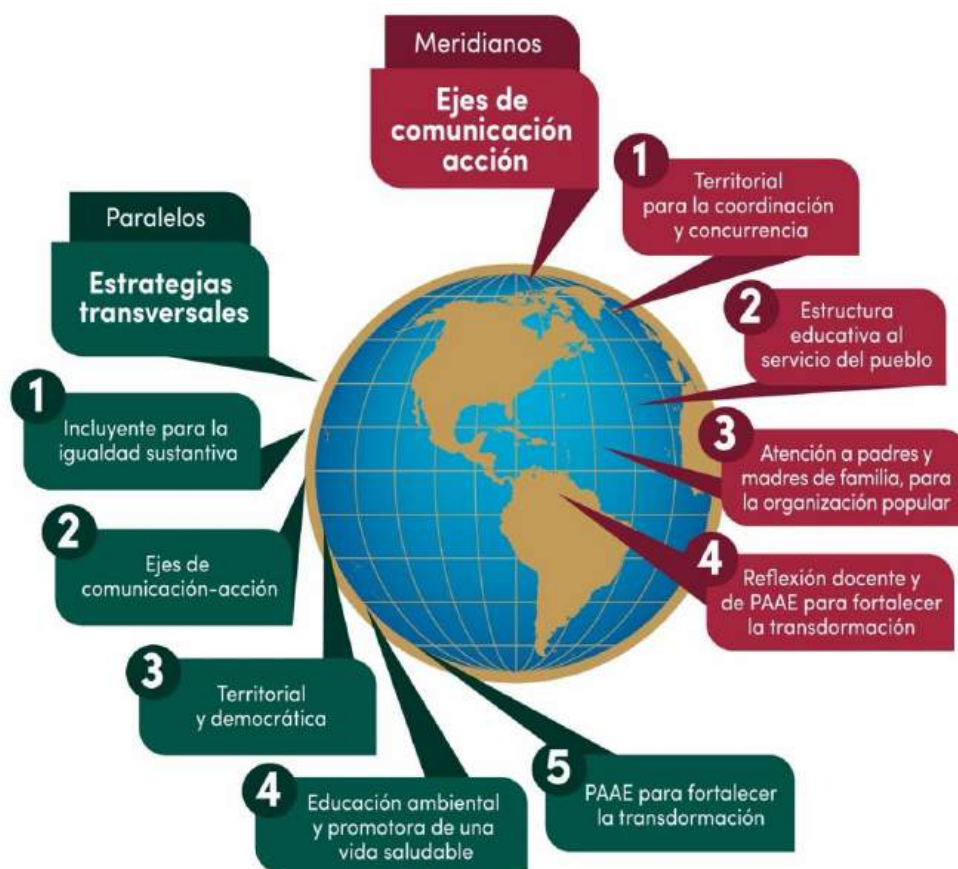 Meridianos
Ejes de
comunicación
acción
1
Territorial
para la coordinación
y concurrencia
2
Estructura
educativa al
servicio del pueblo
3
Atención a padres y
madres de familia, para
la organización popular
4
Reflexión docente y
de PAAE para fortalecer
la transdormación
Paralelos
Estrategias
transversales
1
Incluyente para la
igualdad sustantiva
2
Ejes de
comunicación-acción
3
Territorial
y democrática
4
Educación ambiental
y promotora de una
vida saludable
5
PAAE para fortalecer
la transdormación